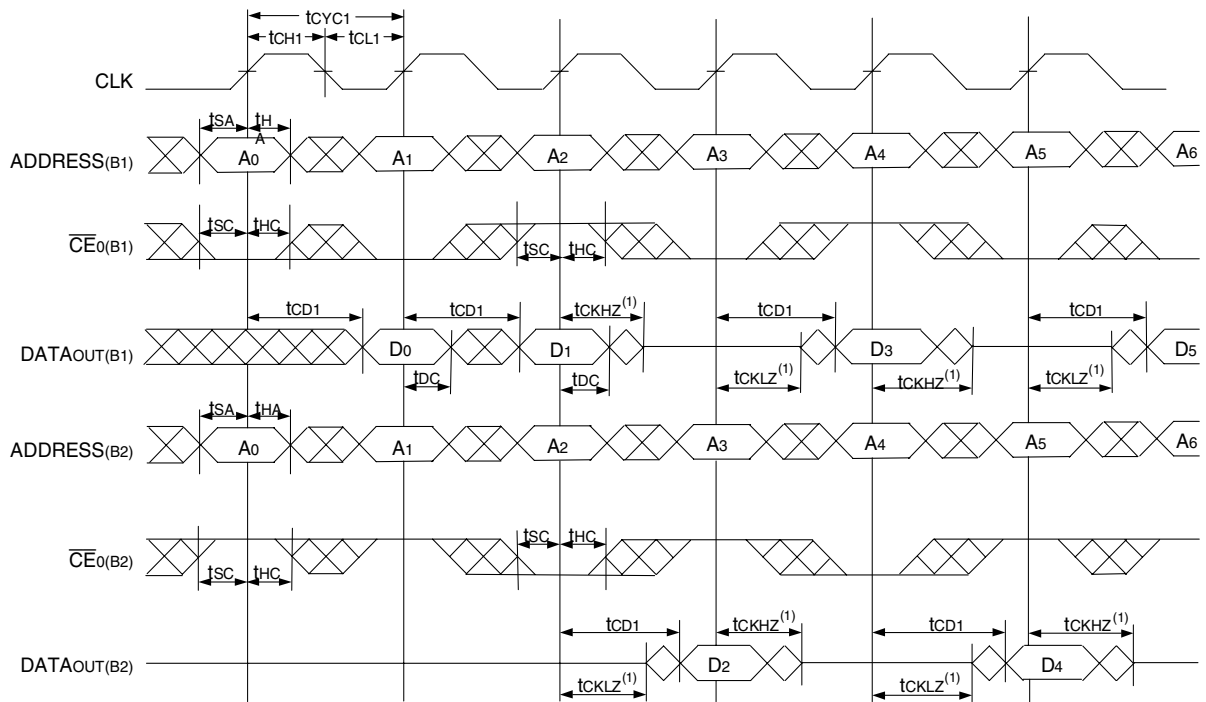 tCYC1
tCH1 tCL1
CLK
tSA tHA
ADDRESS(B1) A0 A1 A2 A3 A4 A5 A6
tSC tHC
CE0(B1)
tSC tHC
tCD1 tCD1 tCKHZ(1) tCD1 tCD1
DATAOUT(B1) D0 D1 D3 D5
tDC tDC tCKLZ(1) tCKHZ(1) tCKLZ(1)
tSA tHA
ADDRESS(B2) A0 A1 A2 A3 A4 A5 A6
tSC tHC
CE0(B2)
tSC tHC
tCD1 tCKHZ(1) tCD1 tCKHZ(1)
DATAOUT(B2) D2 D4
tCKLZ(1) tCKLZ(1)